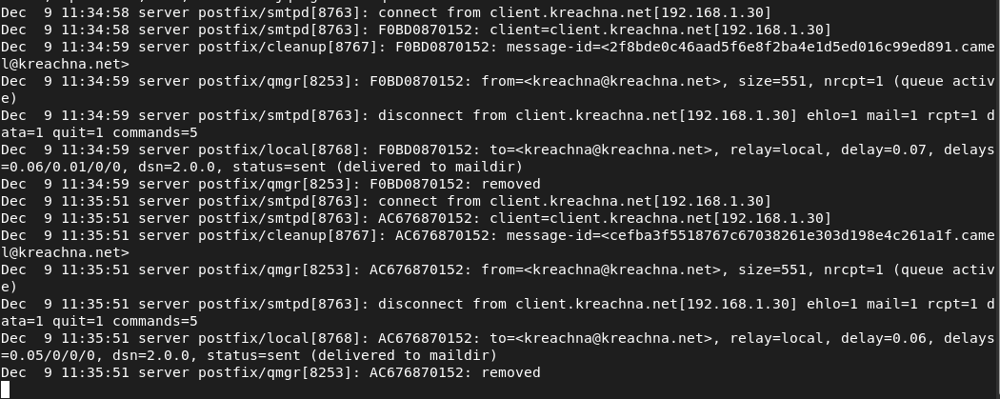 Dec  9 11:34:58 server postfix/smtpd[8763]: connect from client.kreachna.net[192.168.1.30]
Dec  9 11:34:58 server postfix/smtpd[8763]: F0BD0870152: client=client.kreachna.net[192.168.1.30]
Dec  9 11:34:59 server postfix/cleanup[8767]: F0BD0870152: message-id=<2f8bde0c46aad5f6e8f2ba4e1d5ed016c99ed891.came
l@kreachna.net>
Dec  9 11:34:59 server postfix/qmgr[8253]: F0BD0870152: from=<kreachna@kreachna.net>, size=551, nrcpt=1 (queue activ
e)
Dec  9 11:34:59 server postfix/smtpd[8763]: disconnect from client.kreachna.net[192.168.1.30] ehlo=1 mail=1 rcpt=1 d
ata=1 quit=1 commands=5
Dec  9 11:34:59 server postfix/local[8768]: F0BD0870152: to=<kreachna@kreachna.net>, relay=local, delay=0.07, delays
=0.06/0.01/0/0, dsn=2.0.0, status=sent (delivered to maildir)
Dec  9 11:34:59 server postfix/qmgr[8253]: F0BD0870152: removed
Dec  9 11:35:51 server postfix/smtpd[8763]: connect from client.kreachna.net[192.168.1.30]
Dec  9 11:35:51 server postfix/smtpd[8763]: AC676870152: client=client.kreachna.net[192.168.1.30]
Dec  9 11:35:51 server postfix/cleanup[8767]: AC676870152: message-id=<cefba3f5518767c67038261e303d198e4c261a1f.came
l@kreachna.net>
Dec  9 11:35:51 server postfix/qmgr[8253]: AC676870152: from=<kreachna@kreachna.net>, size=551, nrcpt=1 (queue activ
e)
Dec  9 11:35:51 server postfix/smtpd[8763]: disconnect from client.kreachna.net[192.168.1.30] ehlo=1 mail=1 rcpt=1 d
ata=1 quit=1 commands=5
Dec  9 11:35:51 server postfix/local[8768]: AC676870152: to=<kreachna@kreachna.net>, relay=local, delay=0.06, delays
=0.05/0/0/0, dsn=2.0.0, status=sent (delivered to maildir)
Dec  9 11:35:51 server postfix/qmgr[8253]: AC676870152: removed